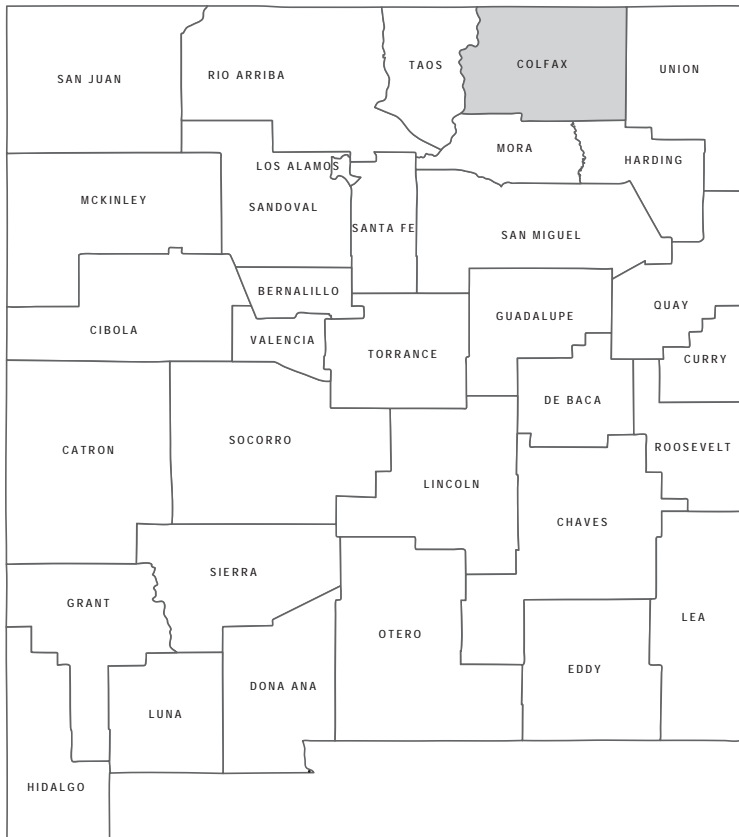 SAN JUAN
RIO ARRIBA
TAOS
COLFAX
UNION
MORA
HARDING
LOS ALAMOS
MCKINLEY
SANDOVAL
SANTA FE
SAN MIGUEL
BERNALILLO
QUAY
CIBOLA
VALENCIA
GUADALUPE
TORRANCE
CURRY
DE BACA
CATRON
SOCORRO
ROOSEVELT
LINCOLN
CHAVES
SIERRA
GRANT
OTERO
LEA
EDDY
DONA ANA
LUNA
HIDALGO